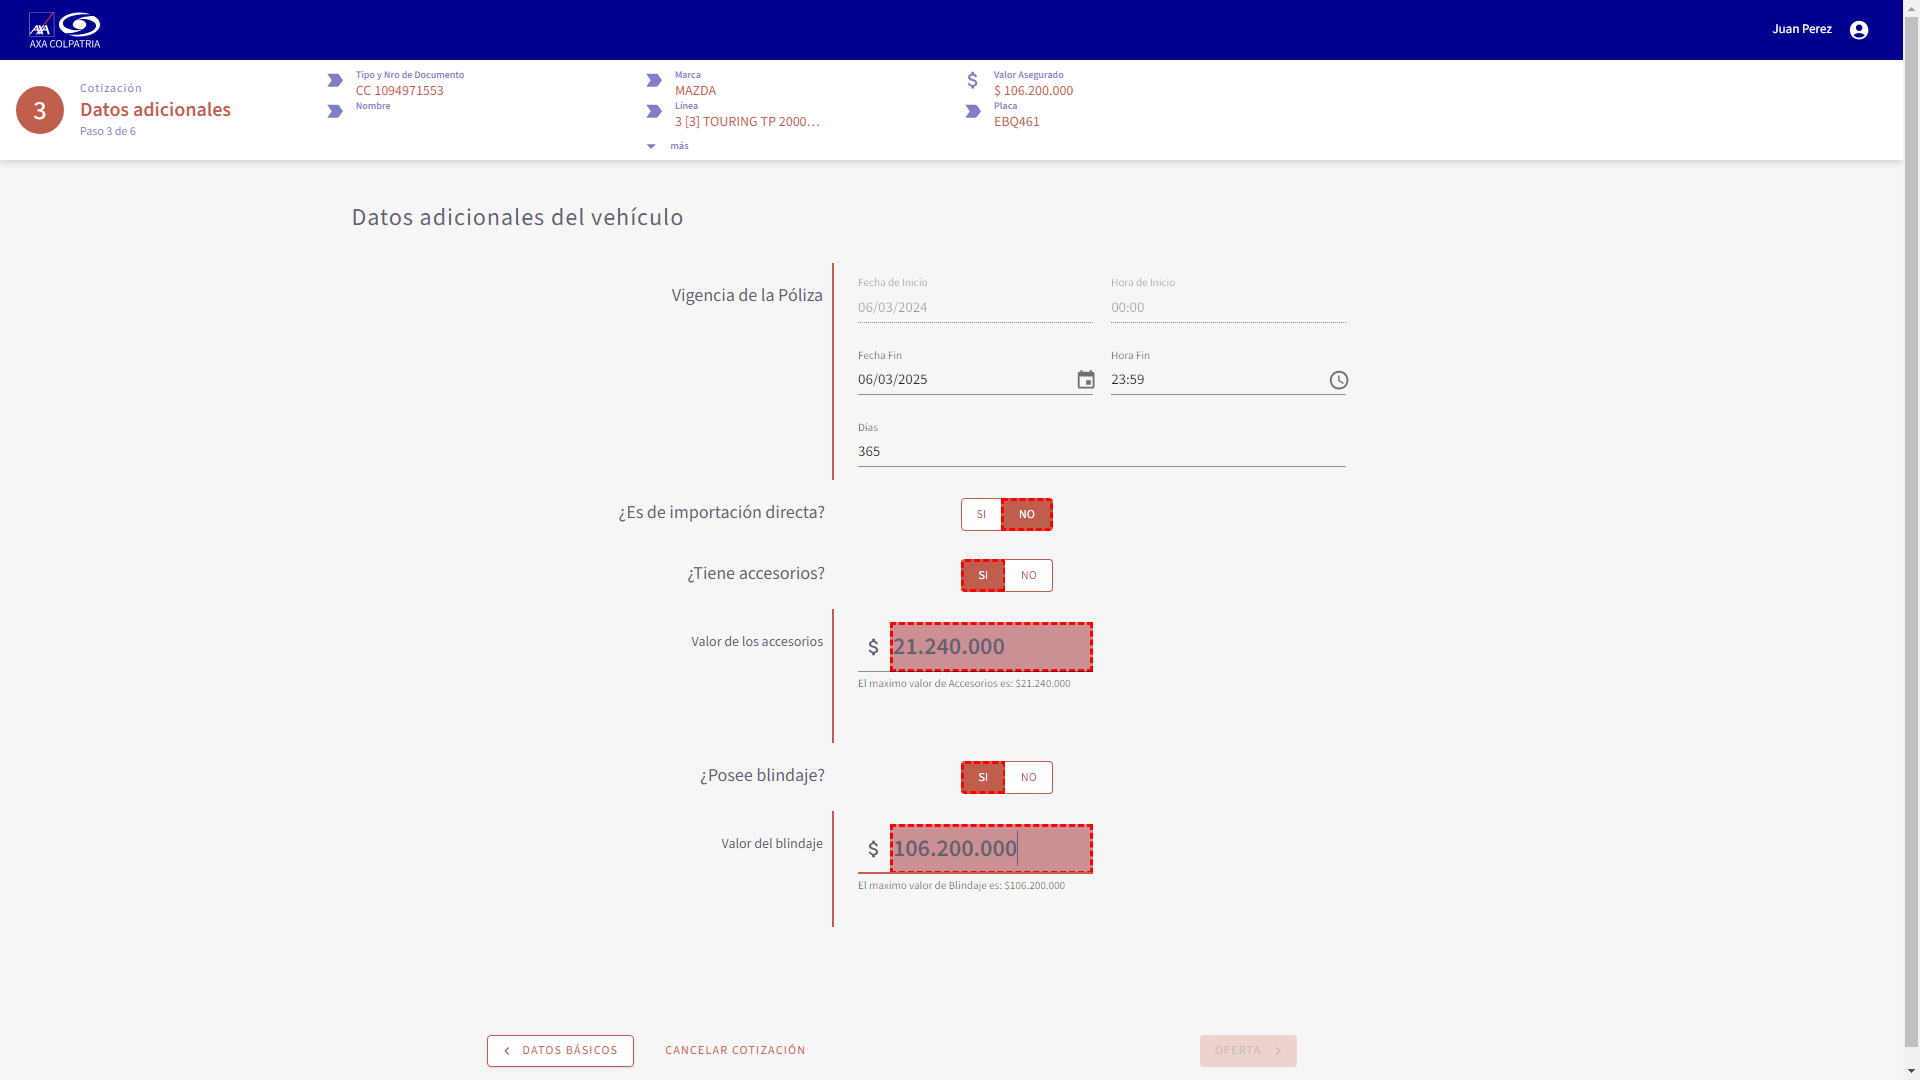 AXA
AXA COLPATRIA
Juan Perez
3
Cotización
Datos adicionales
Paso 3 de 6
Tipo y Nro de Documento
CC 1094971553
Nombre
Marca
MAZDA
Línea
3 [3] TOURING TP 2000…
más
Valor Asegurado
$ 106.200.000
Placa
EBQ461
Datos adicionales del vehículo
Vigencia de la Póliza
Fecha de Inicio
06/03/2024
Hora de Inicio
00:00
Fecha Fin
06/03/2025
Hora Fin
23:59
Días
365
¿Es de importación directa?
SI NO
¿Tiene accesorios?
SI NO
Valor de los accesorios
$ 21.240.000
El maximo valor de Accesorios es: $21.240.000
¿Posee blindaje?
SI NO
Valor del blindaje
$ 106.200.000
El maximo valor de Blindaje es: $106.200.000
DATOS BÁSICOS
CANCELAR COTIZACIÓN
OFERTA